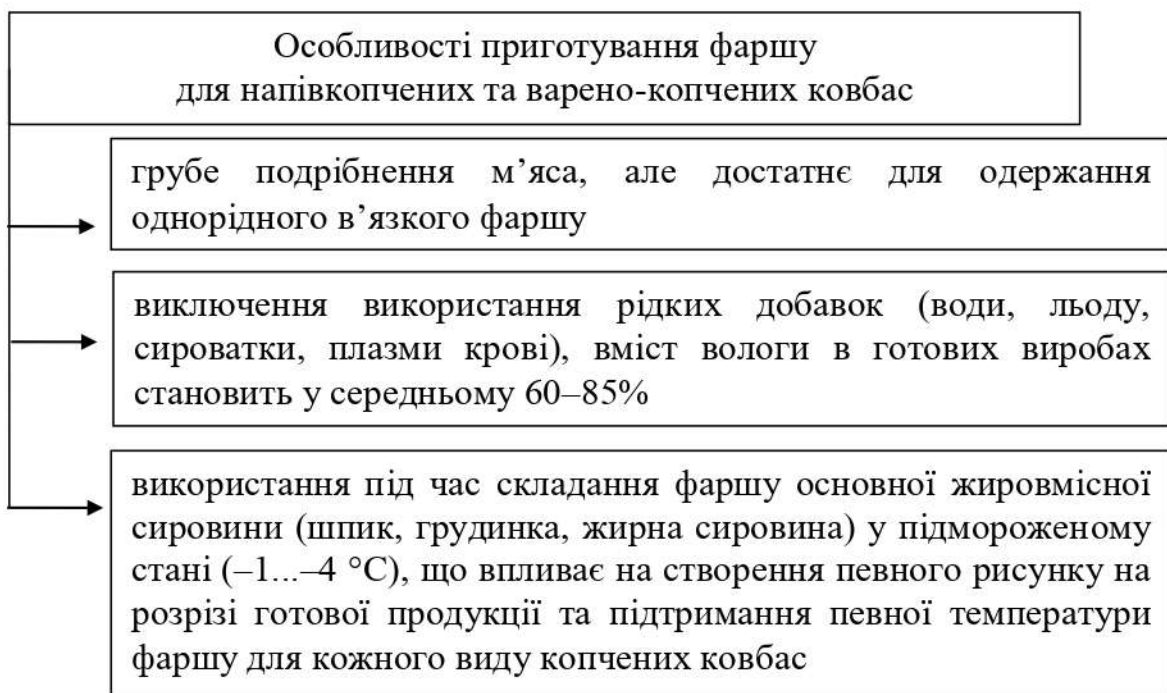 Особливості приготування фаршу
для напівкопчених та варено-копчених ковбас
грубе подрібнення м’яса, але достатнє для одержання
однорідного в’язкого фаршу
виключення використання рідких добавок (води, льоду,
сироватки, плазми крові), вміст вологи в готових виробах
становить у середньому 60–85%
використання під час складання фаршу основної жировмісної
сировини (шпик, грудинка, жирна сировина) у підмороженому
стані (–1...–4 °С), що впливає на створення певного рисунку на
розрізі готової продукції та підтримання певної температури
фаршу для кожного виду копчених ковбас